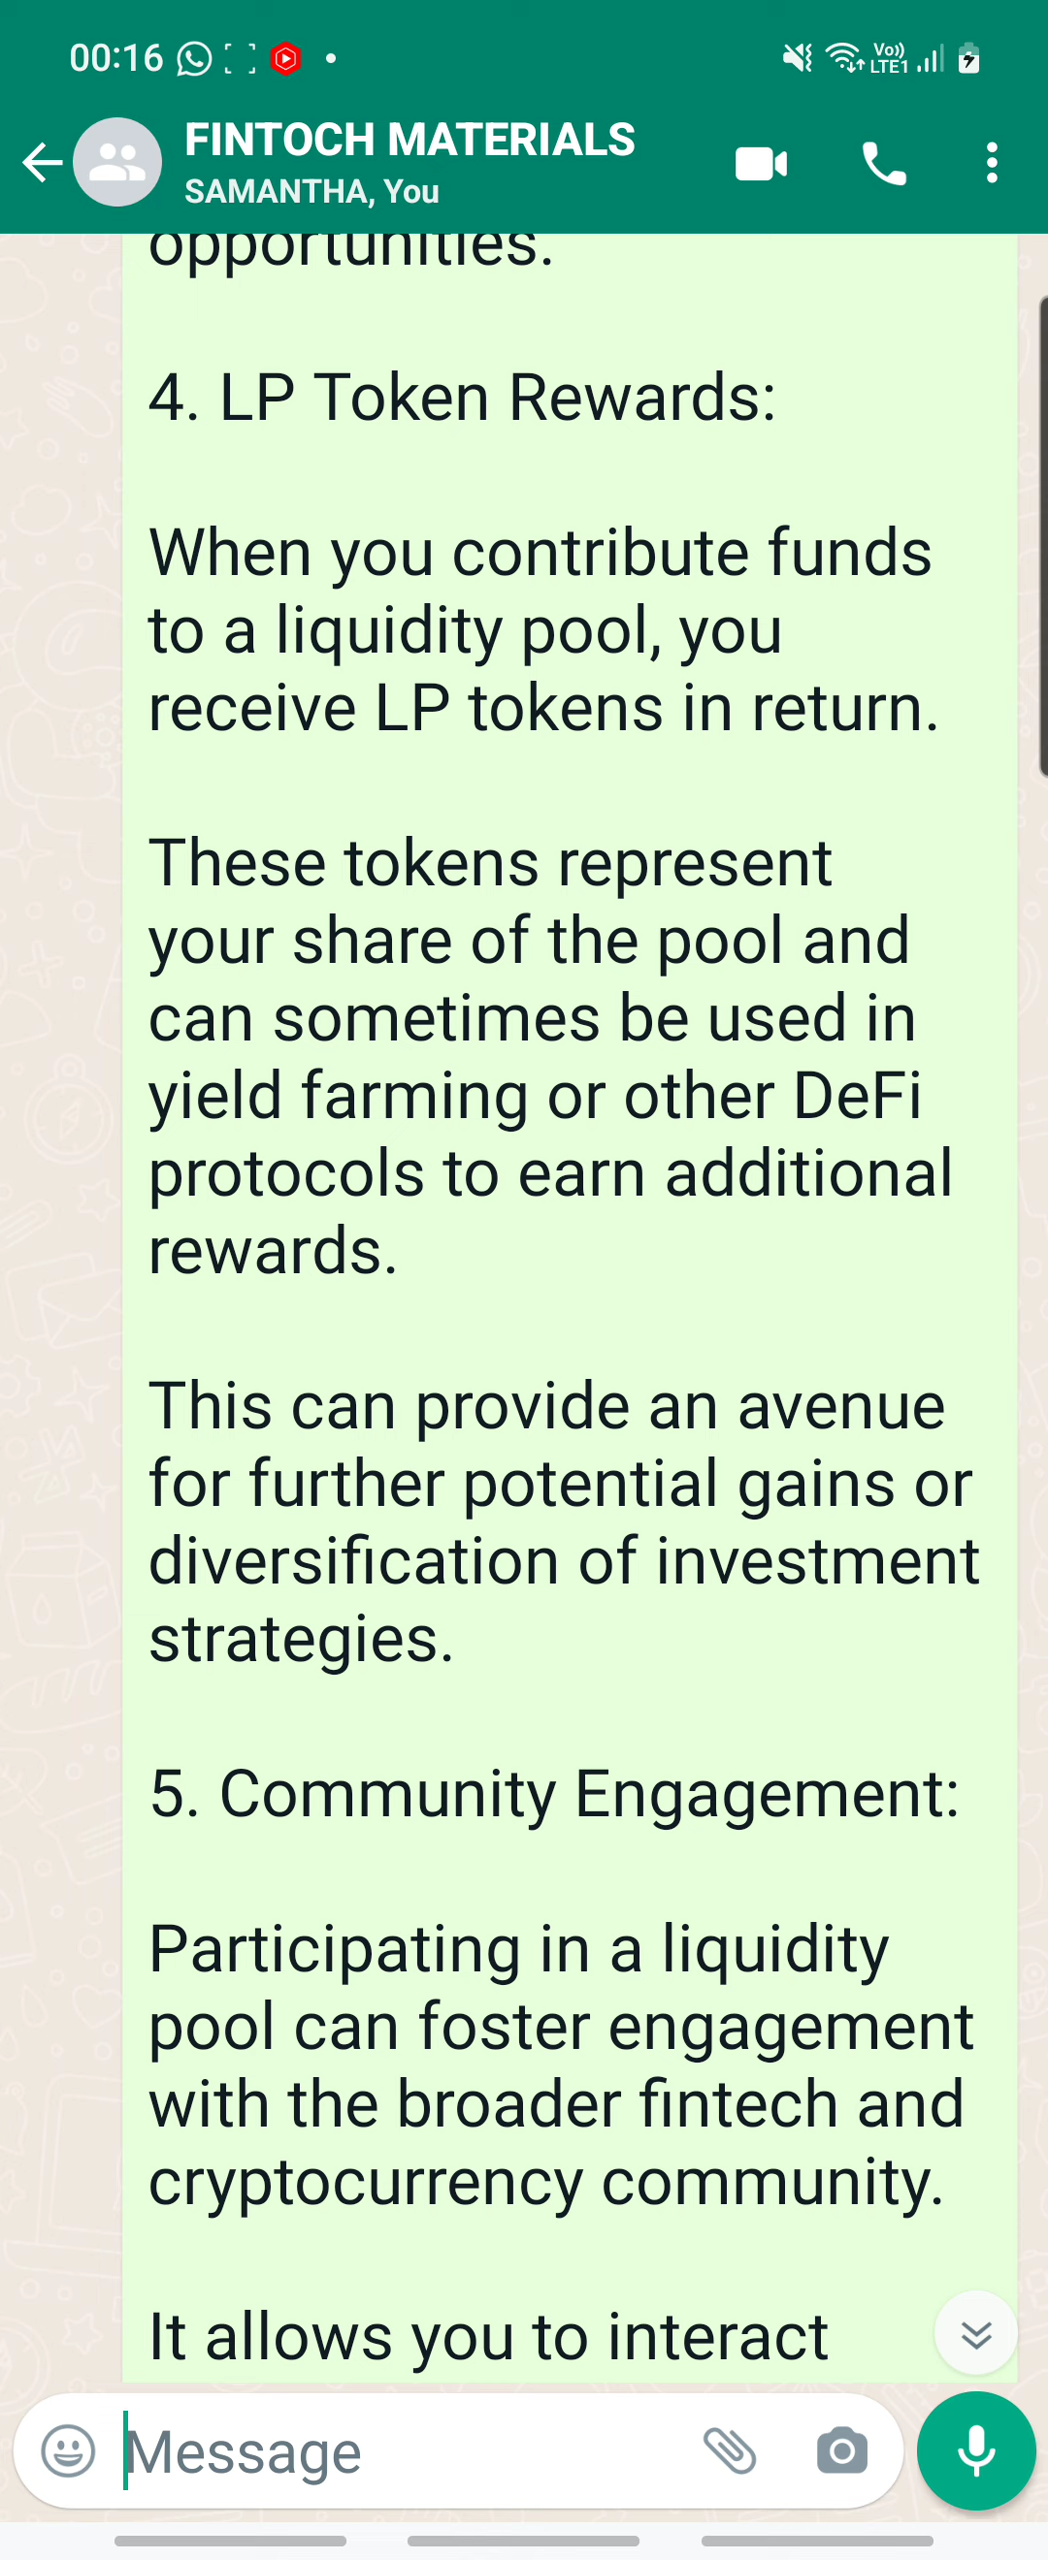 00:16
Vo))
LTE1
FINTOCH MATERIALS
SAMANTHA, You
opportunities.
4. LP Token Rewards:
When you contribute funds
to a liquidity pool, you
receive LP tokens in return.
These tokens represent
your share of the pool and
can sometimes be used in
yield farming or other DeFi
protocols to earn additional
rewards.
This can provide an avenue
for further potential gains or
diversification of investment
strategies.
5. Community Engagement:
Participating in a liquidity
pool can foster engagement
with the broader fintech and
cryptocurrency community.
It allows you to interact
Message